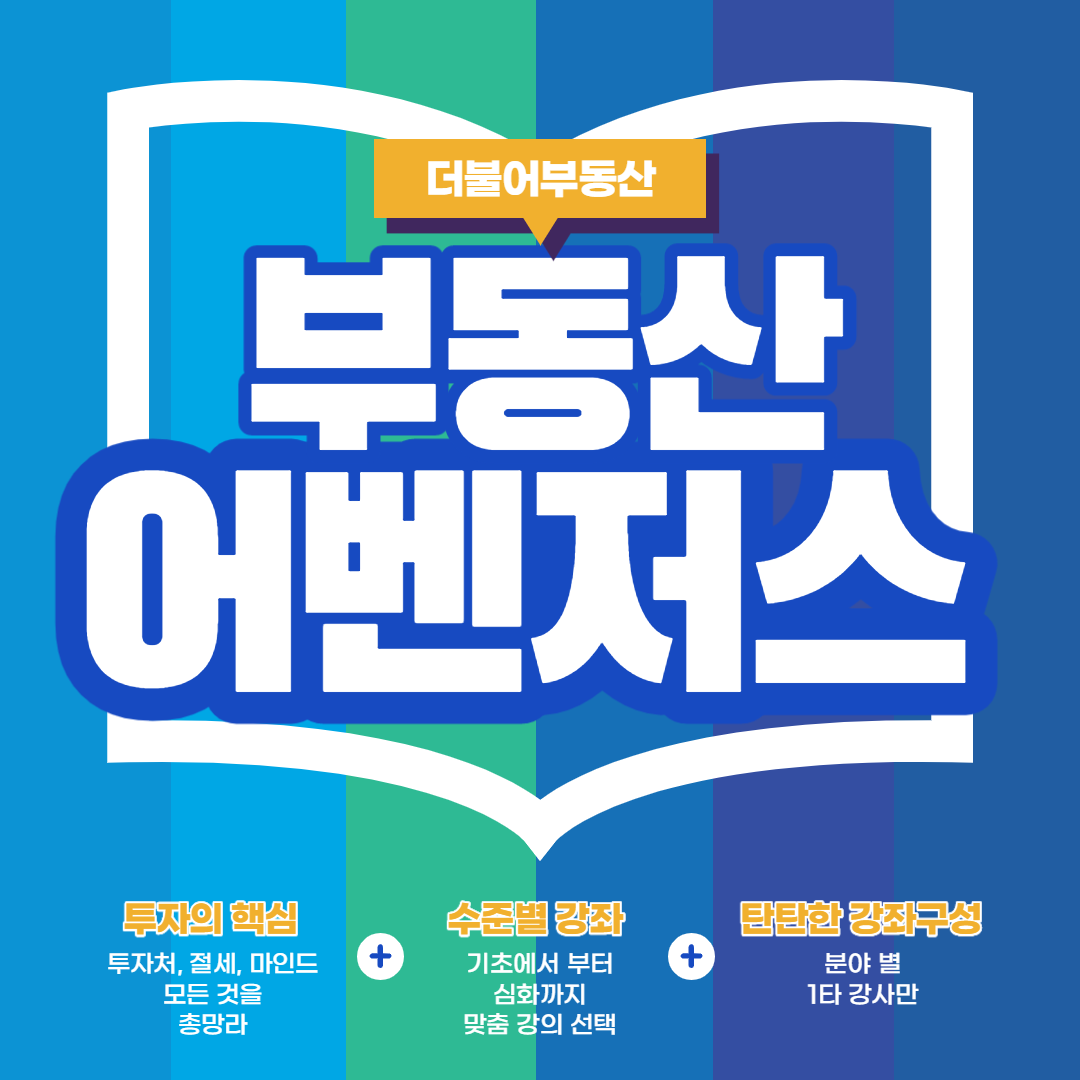 더불어부동산
부동산
어벤저스
투자의 핵심
투자처, 절세, 마인드
모든 것을
총망라
+
수준별 강좌
기초에서 부터
심화까지
맞춤 강의 선택
+
탄탄한 강좌구성
분야 별
1타 강사만